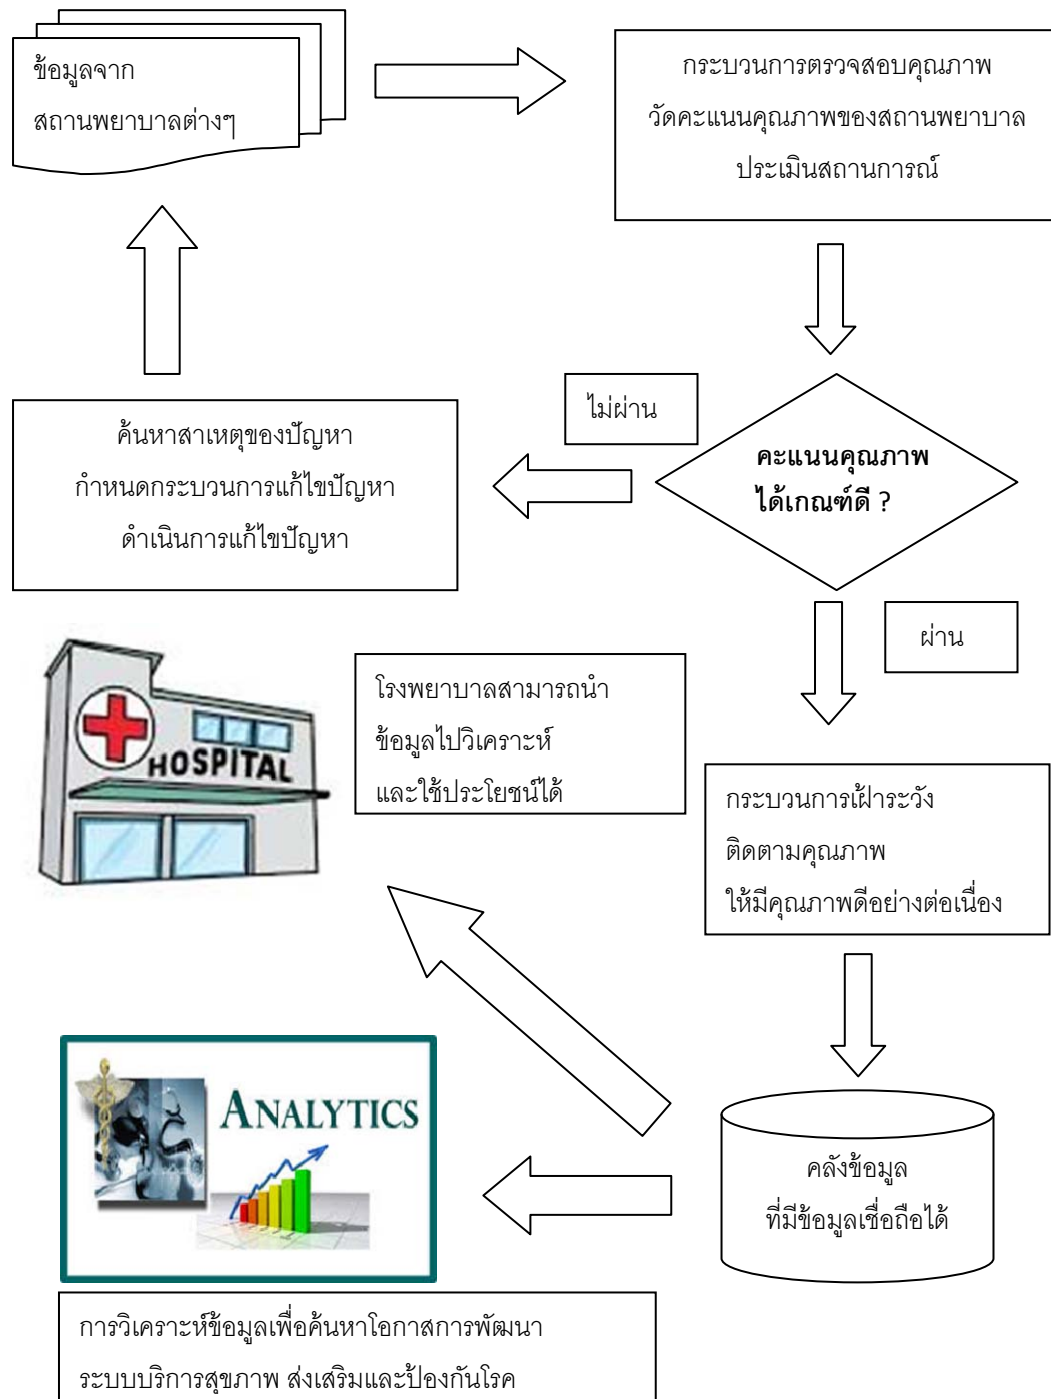 ข้อมูลจาก
สถานพยาบาลต่างๆ
กระบวนการตรวจสอบคุณภาพ
วัดคะแนนคุณภาพของสถานพยาบาล
ประเมินสถานการณ์
ไม่ผ่าน
คะแนนคุณภาพ
ได้เกณฑ์ดี ?
ค้นหาสาเหตุของปัญหา
กำหนดกระบวนการแก้ไขปัญหา
ดำเนินการแก้ไขปัญหา
ผ่าน
HOSPITAL
โรงพยาบาลสามารถนำ
ข้อมูลไปวิเคราะห์
และใช้ประโยชน์ได้
กระบวนการเฝ้าระวัง
ติดตามคุณภาพ
ให้มีคุณภาพดีอย่างต่อเนื่อง
ANALYTICS
คลังข้อมูล
ที่มีข้อมูลเชื่อถือได้
การวิเคราะห์ข้อมูลเพื่อค้นหาโอกาสการพัฒนา
ระบบบริการสุขภาพ ส่งเสริมและป้องกันโรค